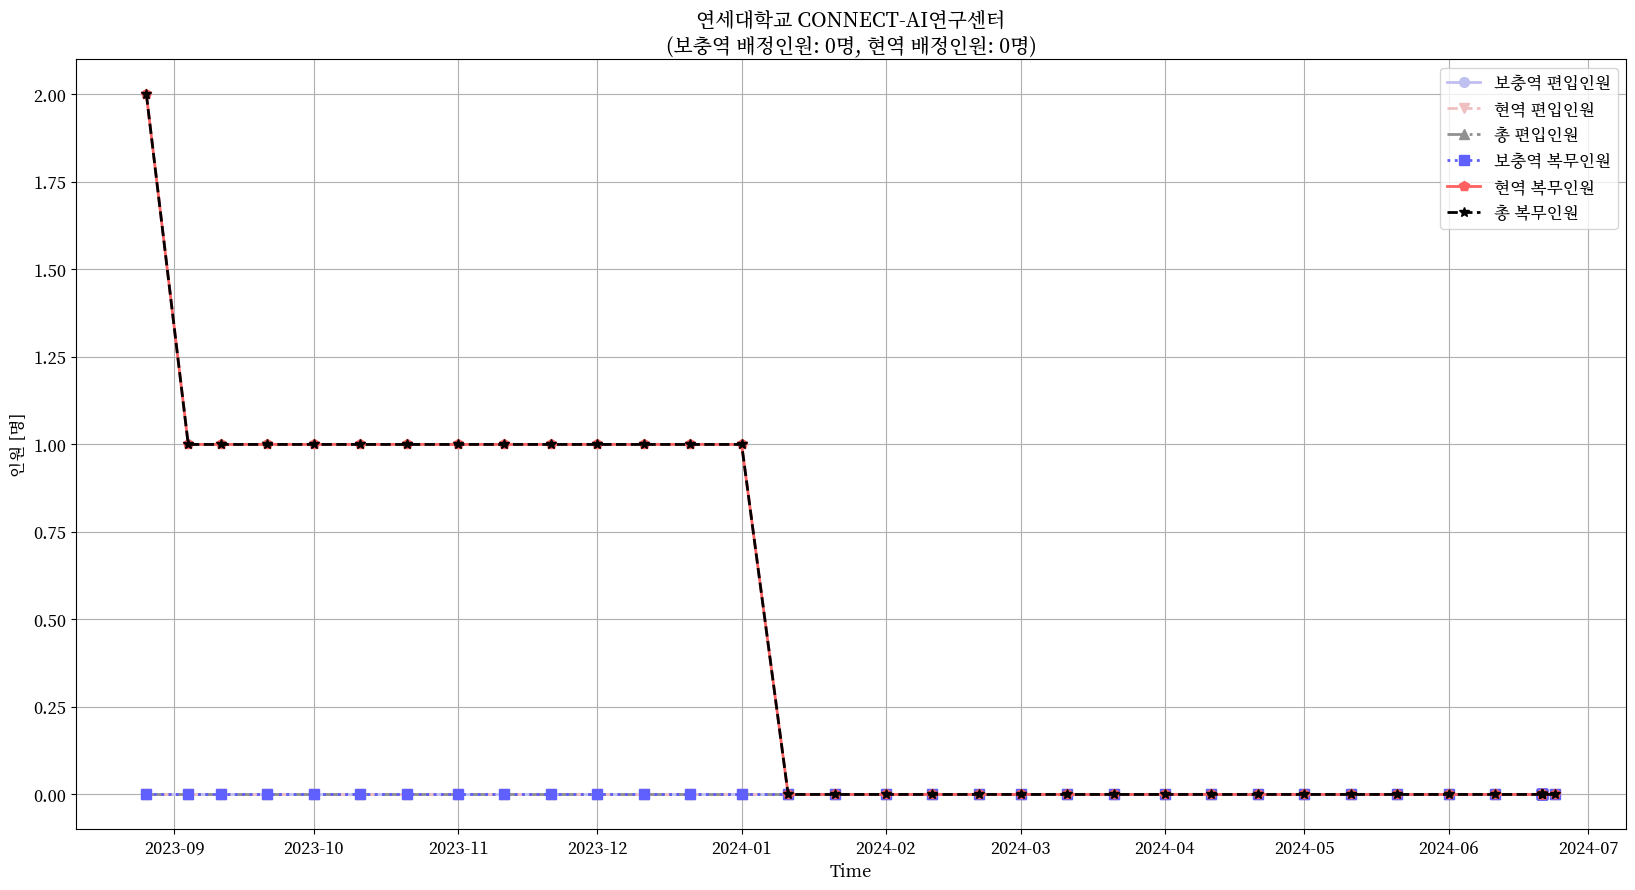 연세대학교 CONNECT-AI연구센터
(보충역 배정인원: 0명, 현역 배정인원: 0명)
보충역 편입인원
현역 편입인원
총 편입인원
보충역 복무인원
현역 복무인원
총 복무인원
인원 [명]
2.00
1.75
1.50
1.25
1.00
0.75
0.50
0.25
0.00
2023-09 2023-10 2023-11 2023-12 2024-01 2024-02 2024-03 2024-04 2024-05 2024-06 2024-07
Time